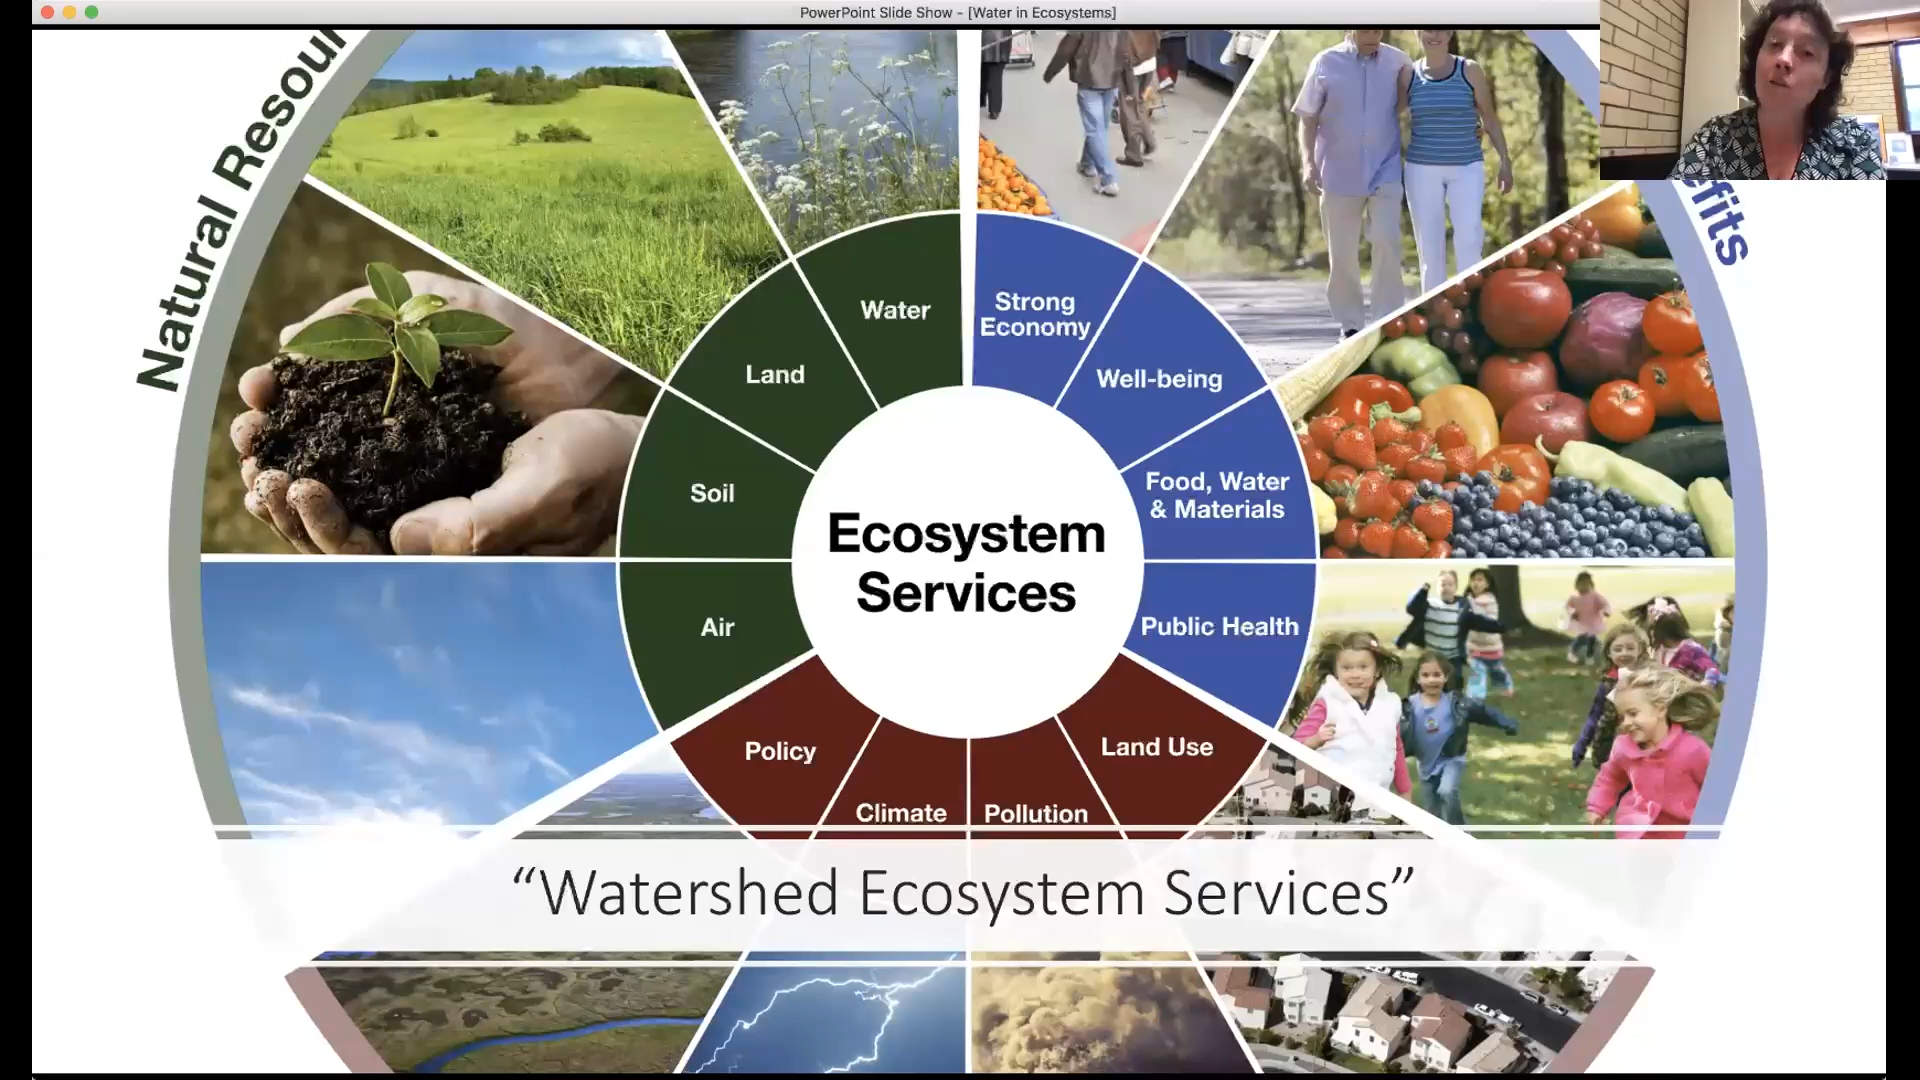 PowerPoint Slide Show - [Water in Ecosystems]
Natural
Water
Strong
Economy
Land
Well-being
Soil
Food, Water
& Materials
Ecosystem
Services
Air
Public Health
Policy
Land Use
Climate
Pollution
“Watershed Ecosystem Services”